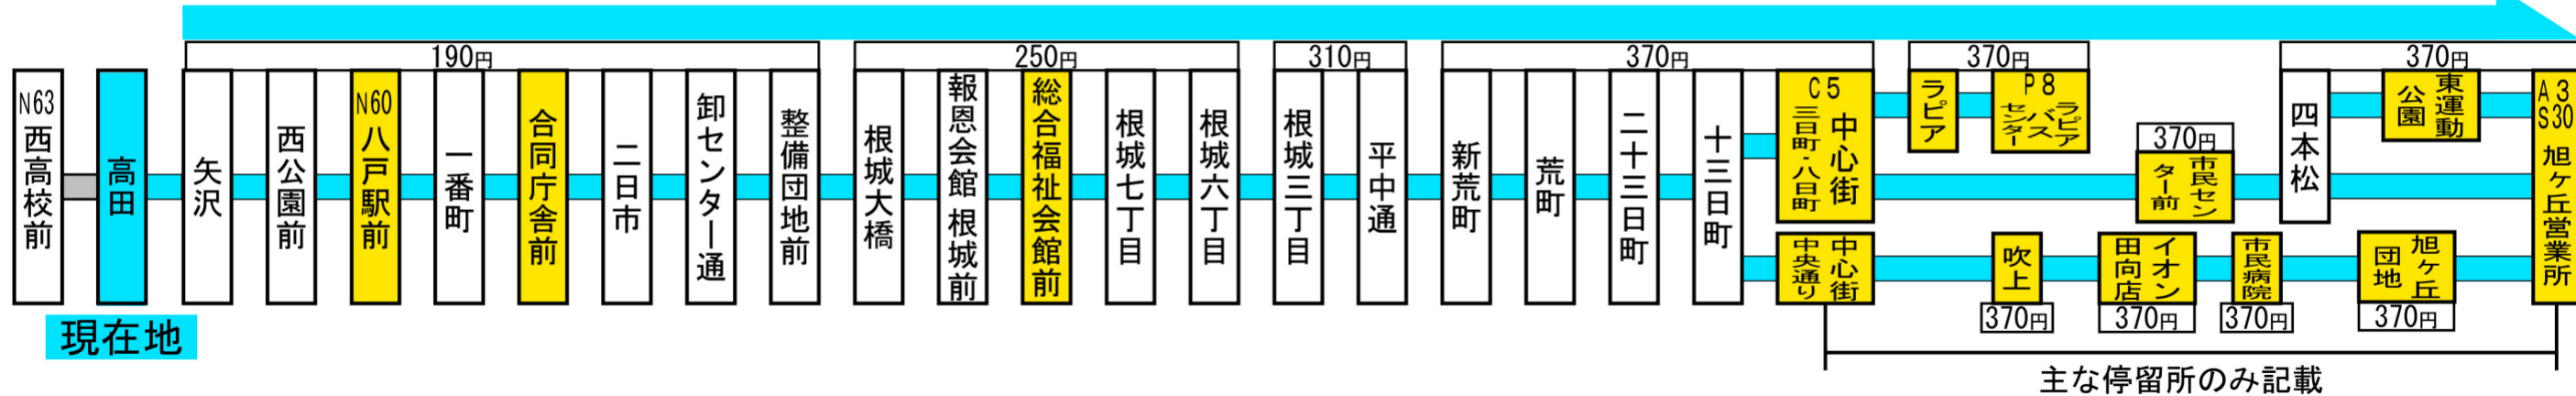 190円
250円
310円
370円
370円
370円
N63 西高校前
高田
矢沢
西公園前
N60 八戸駅前
一番町
合同庁舎前
二日市
卸センター通
整備団地前
根城大橋
報恩会館 根城前
総合福祉会館前
根城七丁目
根城六丁目
根城三丁目
平中通
新荒町
荒町
二十三日町
十三日町
C5
中心街
三日町・八日町
中心街
中央通り
ラピア
P8
ラピア
バス
センター
370円
市民セン
ター前
四本松
東運動
公園
吹上
370円
イオン
田向店
370円
市民病院
370円
旭ヶ丘
団地
370円
A3
S30
旭ヶ丘営業所
現在地
主な停留所のみ記載